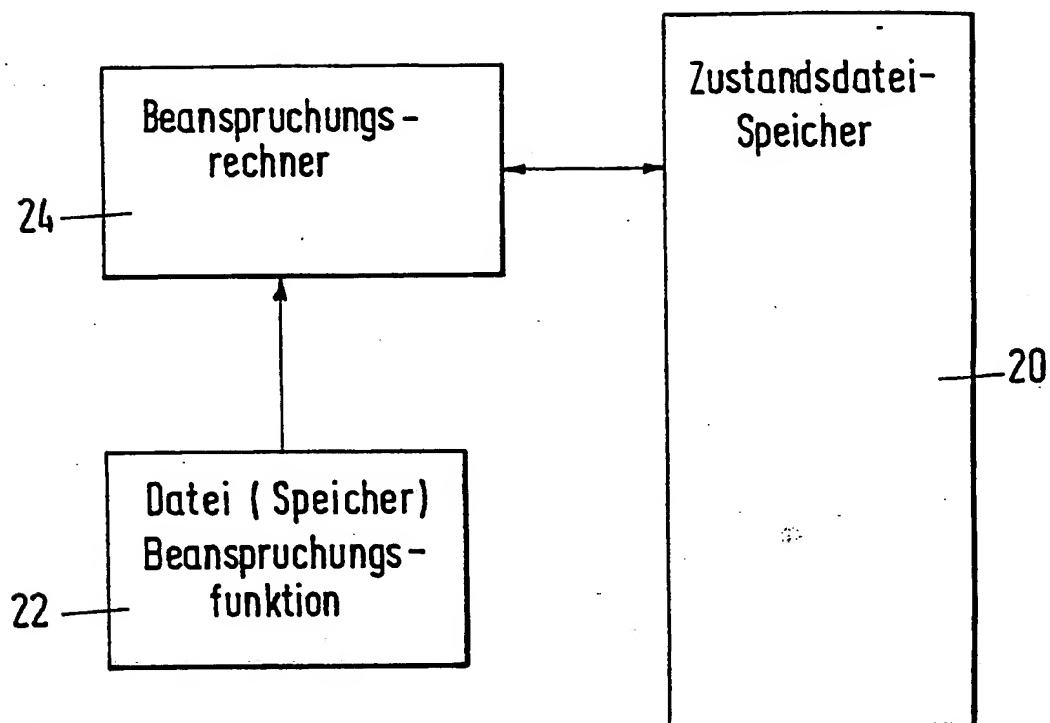 Beanspruchungs-
rechner
24
Zustandsdatei-
Speicher
20
Datei (Speicher)
Beanspruchungs-
funktion
22